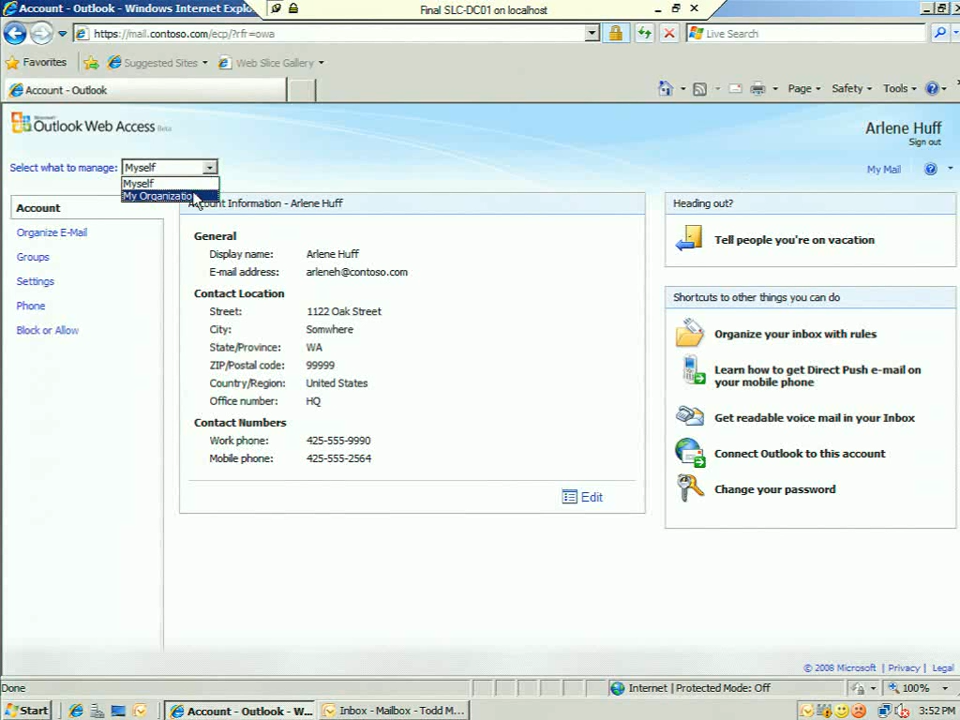 Account - Outlook - Windows Internet Explo
Final SLC-DC01 on localhost
https://mail.contoso.com/ecp/?rfr=owa
Live Search
Favorites
Suggested Sites
Web Slice Gallery
Account - Outlook
Page
Safety
Tools
Microsoft
Outlook Web Access Beta
Arlene Huff
Sign out
Select what to manage: Myself
My Mail
Myself
My Organizatio
Account
Organize E-Mail
Groups
Settings
Phone
Block or Allow
Account Information - Arlene Huff
General
Display name: Arlene Huff
E-mail address: arleneh@contoso.com
Contact Location
Street: 1122 Oak Street
City: Somwhere
State/Province: WA
ZIP/Postal code: 99999
Country/Region: United States
Office number: HQ
Contact Numbers
Work phone: 425-555-9990
Mobile phone: 425-555-2564
Edit
Heading out?
Tell people you're on vacation
Shortcuts to other things you can do
Organize your inbox with rules
Learn how to get Direct Push e-mail on
your mobile phone
Get readable voice mail in your Inbox
Connect Outlook to this account
Change your password
© 2008 Microsoft | Privacy | Legal
Done
Internet | Protected Mode: Off
100%
Start
Account - Outlook - W...
Inbox - Mailbox - Todd M...
3:52 PM